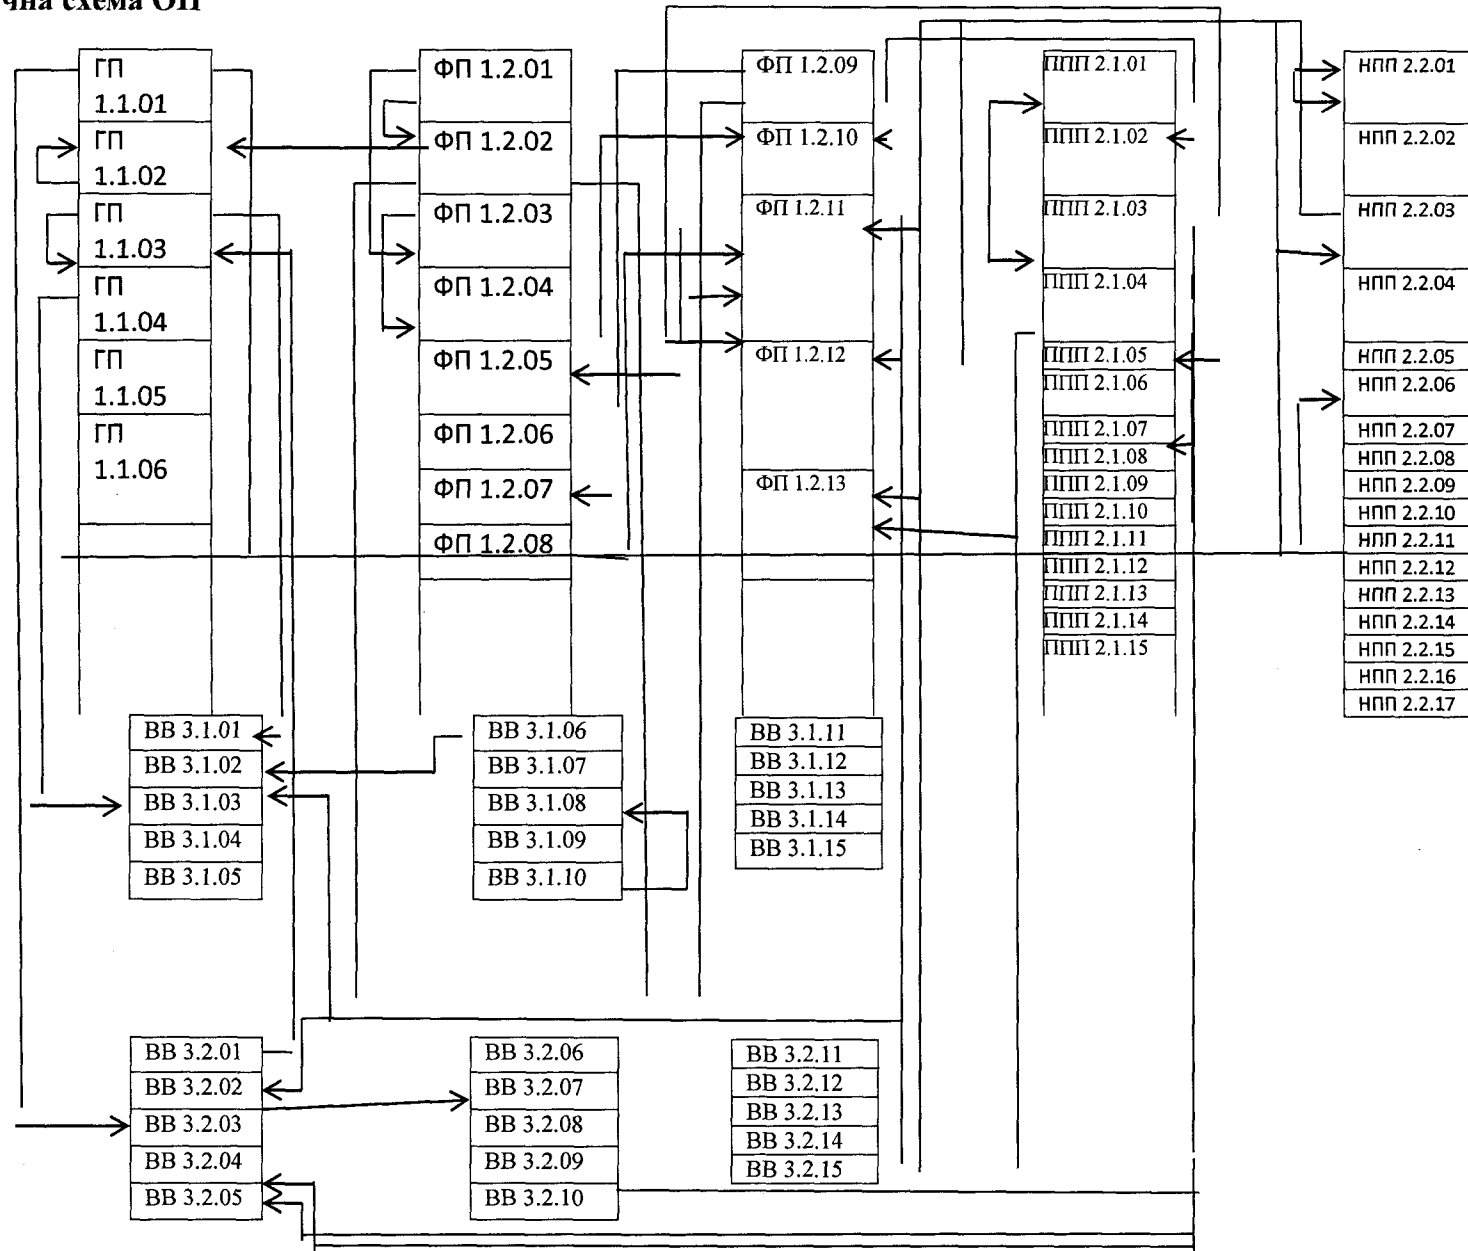 чна схема ОП
ГП
1.1.01
ГП
1.1.02
ГП
1.1.03
ГП
1.1.04
ГП
1.1.05
ГП
1.1.06
ФП 1.2.01
ФП 1.2.02
ФП 1.2.03
ФП 1.2.04
ФП 1.2.05
ФП 1.2.06
ФП 1.2.07
ФП 1.2.08
ФП 1.2.09
ФП 1.2.10
ФП 1.2.11
ФП 1.2.12
ФП 1.2.13
ППП 2.1.01
ППП 2.1.02
ППП 2.1.03
ППП 2.1.04
ППП 2.1.05
ППП 2.1.06
ППП 2.1.07
ППП 2.1.08
ППП 2.1.09
ППП 2.1.10
ППП 2.1.11
ППП 2.1.12
ППП 2.1.13
ППП 2.1.14
ППП 2.1.15
НПП 2.2.01
НПП 2.2.02
НПП 2.2.03
НПП 2.2.04
НПП 2.2.05
НПП 2.2.06
НПП 2.2.07
НПП 2.2.08
НПП 2.2.09
НПП 2.2.10
НПП 2.2.11
НПП 2.2.12
НПП 2.2.13
НПП 2.2.14
НПП 2.2.15
НПП 2.2.16
НПП 2.2.17
ВВ 3.1.01
ВВ 3.1.02
ВВ 3.1.03
ВВ 3.1.04
ВВ 3.1.05
ВВ 3.1.06
ВВ 3.1.07
ВВ 3.1.08
ВВ 3.1.09
ВВ 3.1.10
ВВ 3.1.11
ВВ 3.1.12
ВВ 3.1.13
ВВ 3.1.14
ВВ 3.1.15
ВВ 3.2.01
ВВ 3.2.02
ВВ 3.2.03
ВВ 3.2.04
ВВ 3.2.05
ВВ 3.2.06
ВВ 3.2.07
ВВ 3.2.08
ВВ 3.2.09
ВВ 3.2.10
ВВ 3.2.11
ВВ 3.2.12
ВВ 3.2.13
ВВ 3.2.14
ВВ 3.2.15